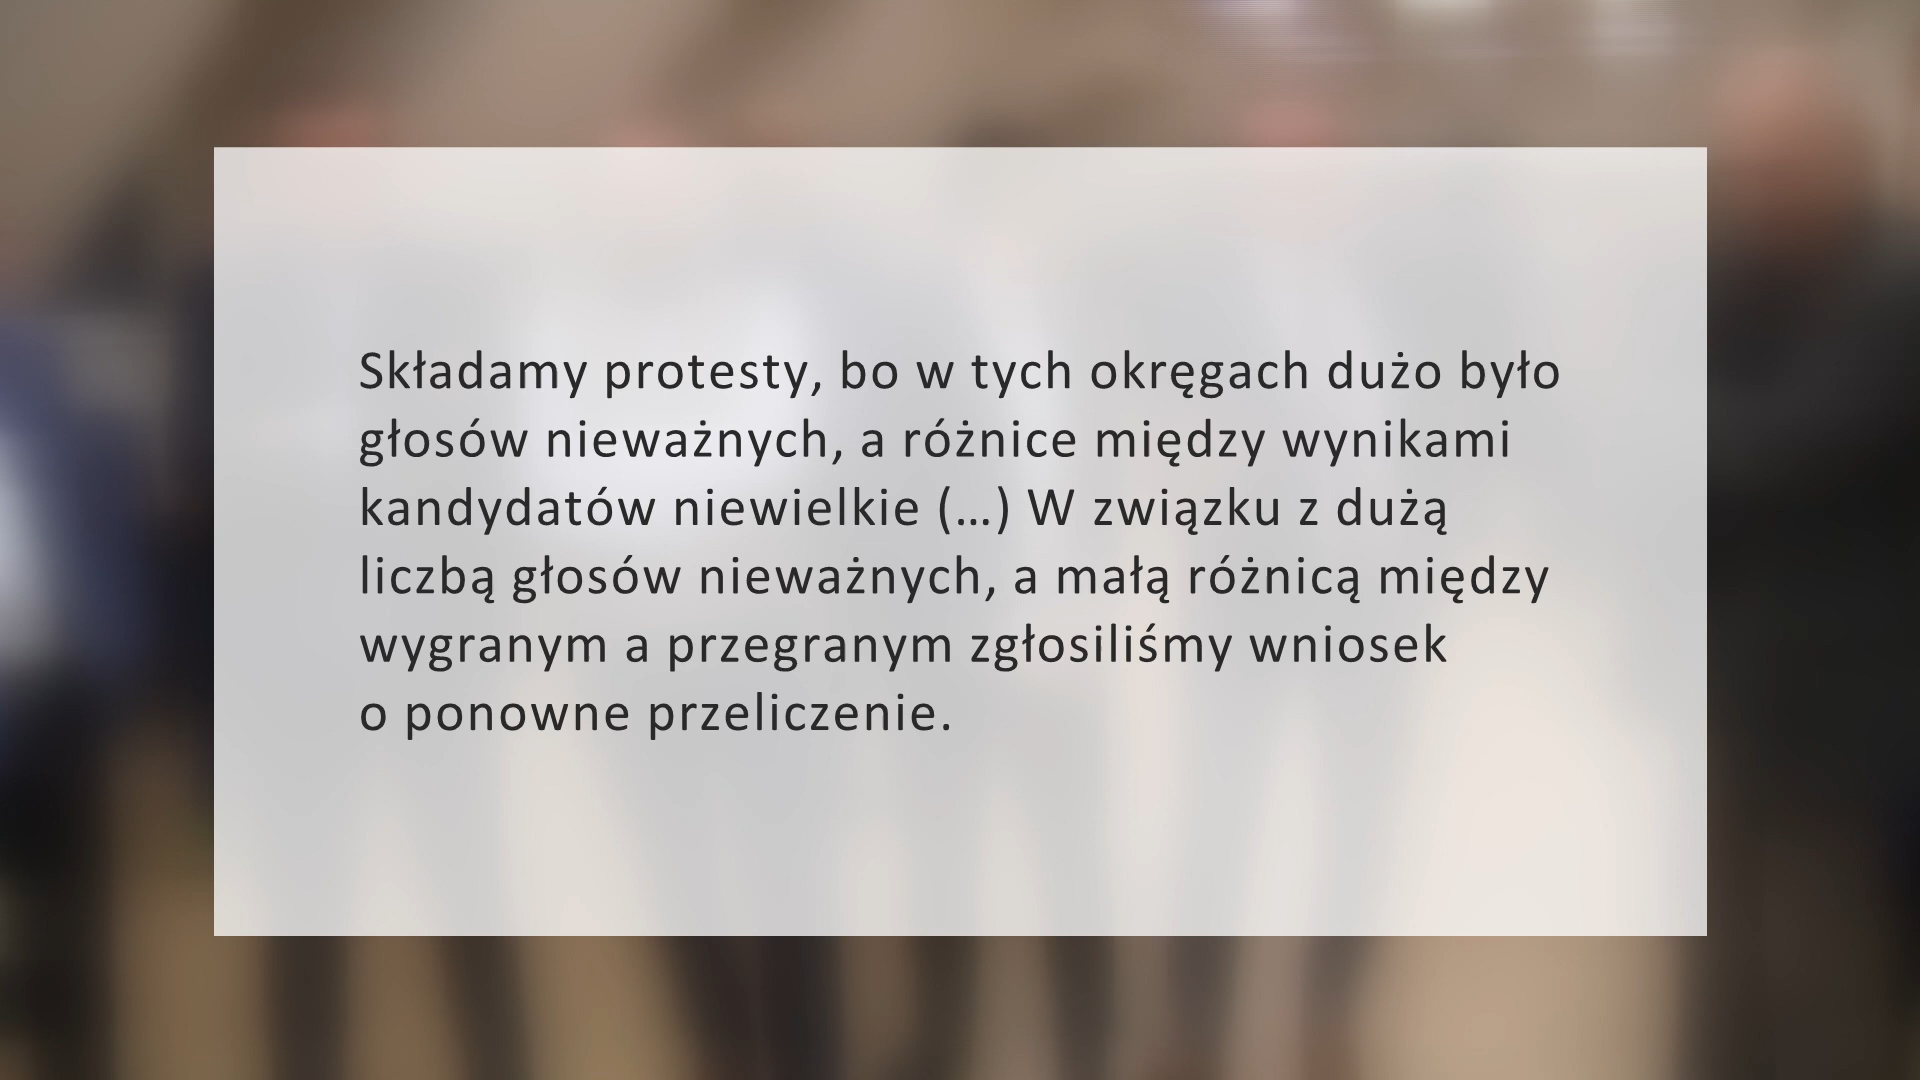 Składamy protesty, bo w tych okręgach dużo było
głosów nieważnych, a różnice między wynikami
kandydatów niewielkie (…) W związku z dużą
liczbą głosów nieważnych, a małą różnicą między
wygranym a przegranym zgłosiliśmy wniosek
o ponowne przeliczenie.